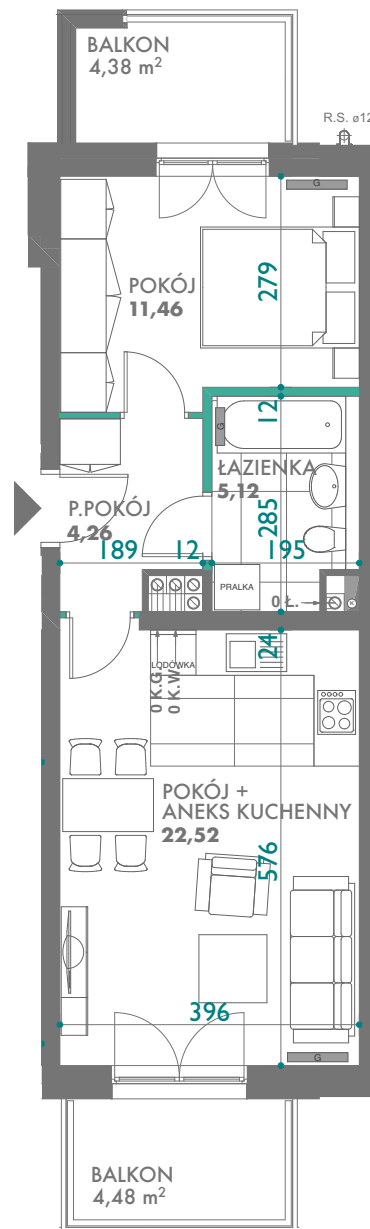 BALKON
4,38 m²
R.S. ø12
G
POKÓJ
11,46
279
12
G
ŁAZIENKA
5,12
P.POKÓJ
4,26
285
189
12
195
PRALKA
0 Ł.
24
LODÓWKA
0 K.G.
0 K.W.
POKÓJ +
ANEKS KUCHENNY
22,52
576
396
G
BALKON
4,48 m²